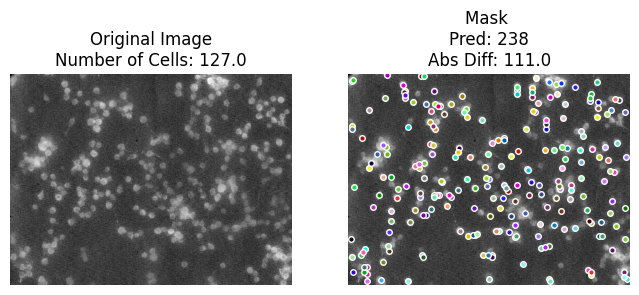 Original Image
Number of Cells: 127.0
Mask
Pred: 238
Abs Diff: 111.0